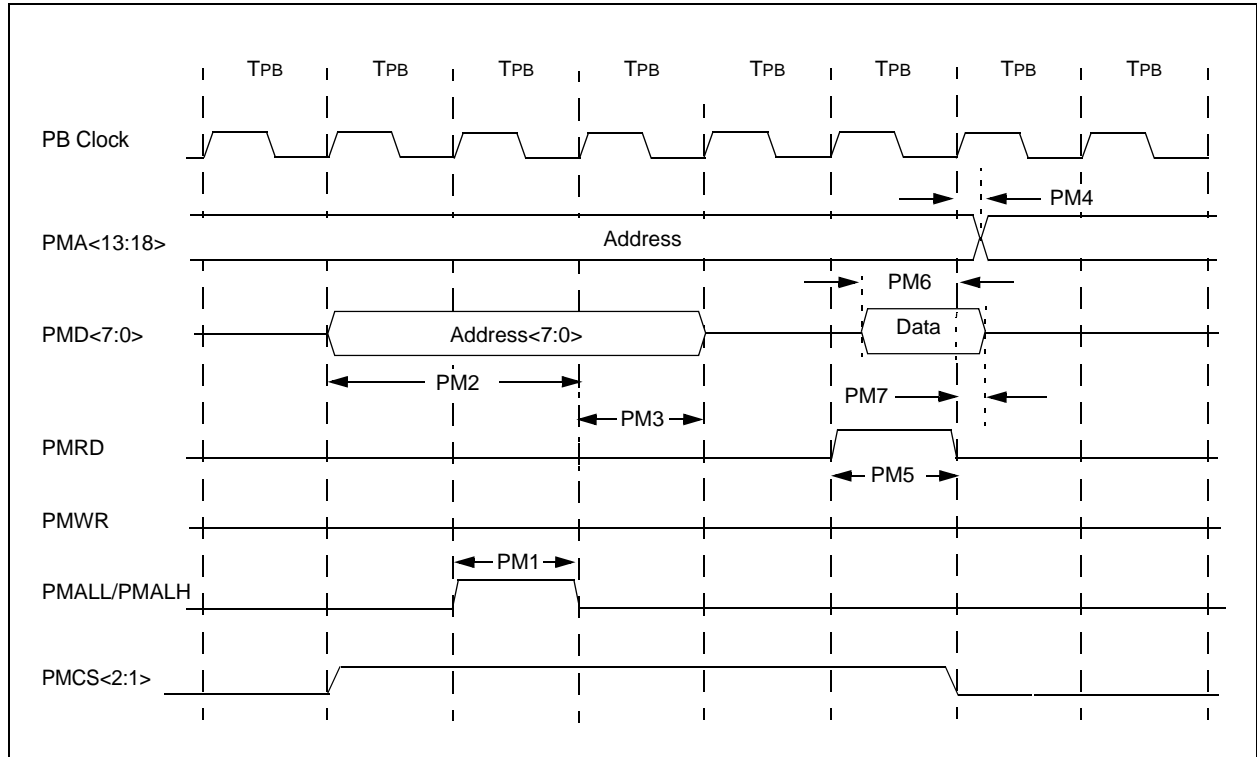 TPB TPB TPB TPB TPB TPB TPB TPB
PB Clock
PM4
PMA<13:18>
Address
PM6
PMD<7:0>
Address<7:0>
Data
PM2
PM7
PM3
PMRD
PM5
PMWR
PM1
PMALL/PMALH
PMCS<2:1>